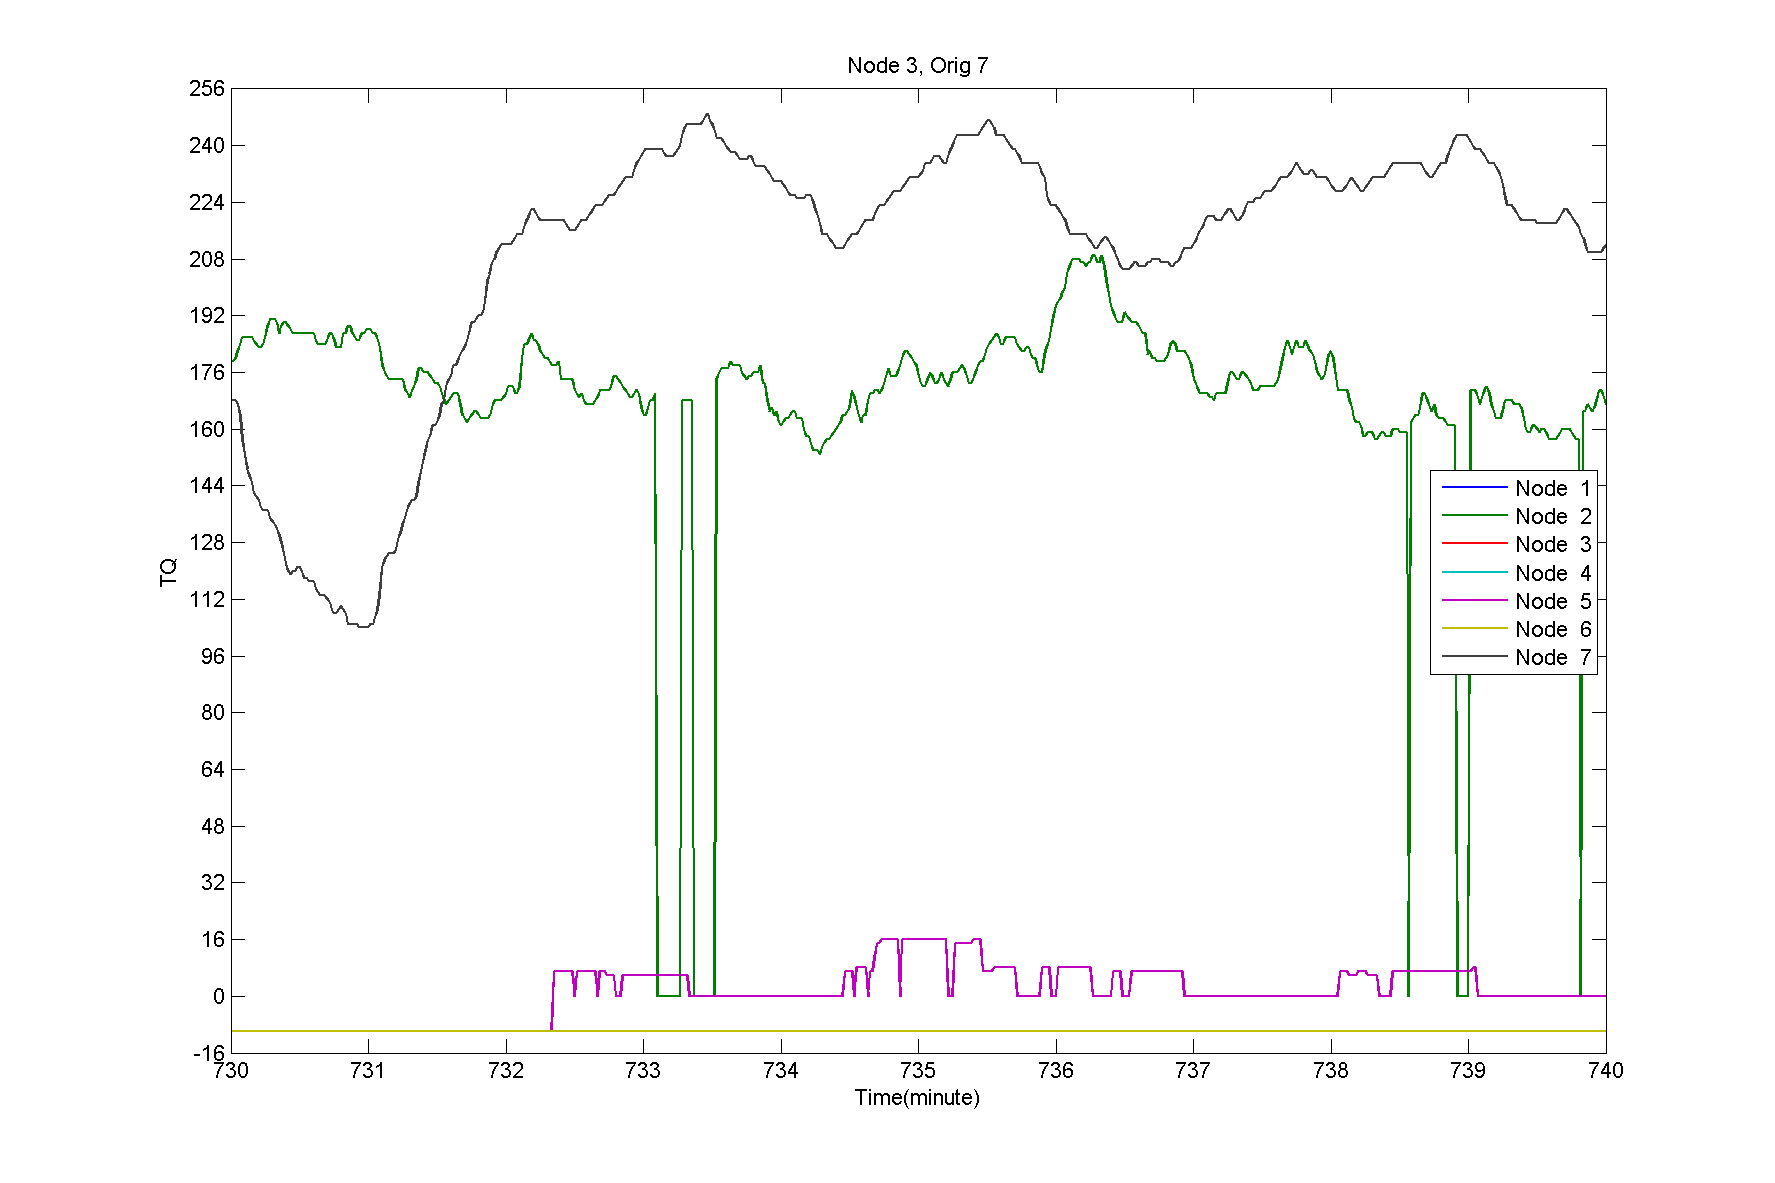 Node 3, Orig 7
256
240
224
208
192
176
160
144
128
112
96
80
64
48
32
16
0
-16
TQ
730 731 732 733 734 735 736 737 738 739 740
Time(minute)
Node 1
Node 2
Node 3
Node 4
Node 5
Node 6
Node 7